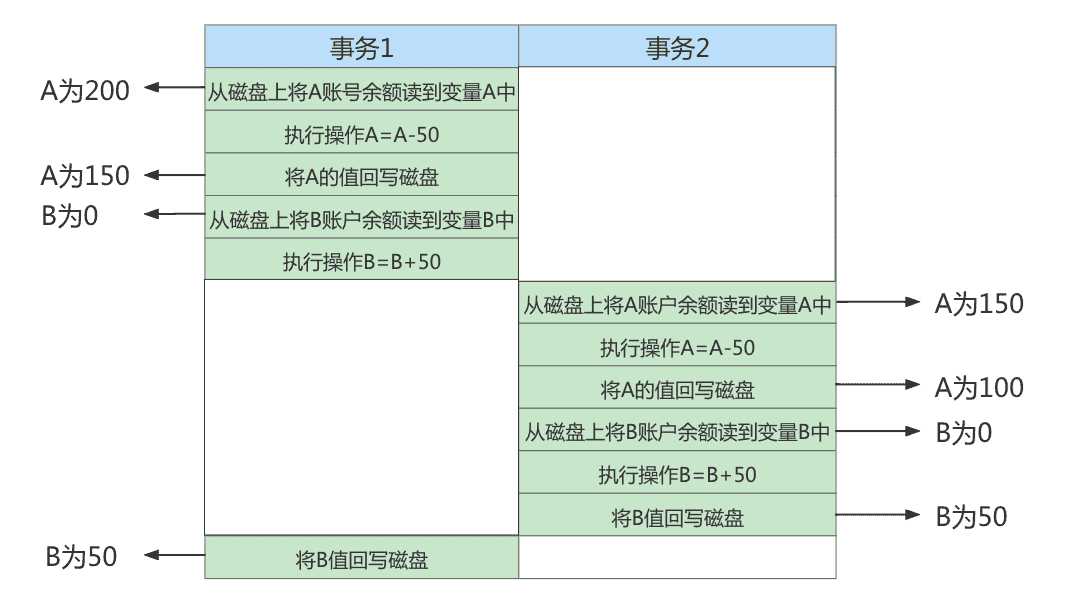 事务1
事务2
A为200
从磁盘上将A账号余额读到变量A中
执行操作A=A-50
A为150
将A的值回写磁盘
B为0
从磁盘上将B账户余额读到变量B中
执行操作B=B+50
从磁盘上将A账户余额读到变量A中
A为150
执行操作A=A-50
将A的值回写磁盘
A为100
从磁盘上将B账户余额读到变量B中
B为0
执行操作B=B+50
将B值回写磁盘
B为50
B为50
将B值回写磁盘